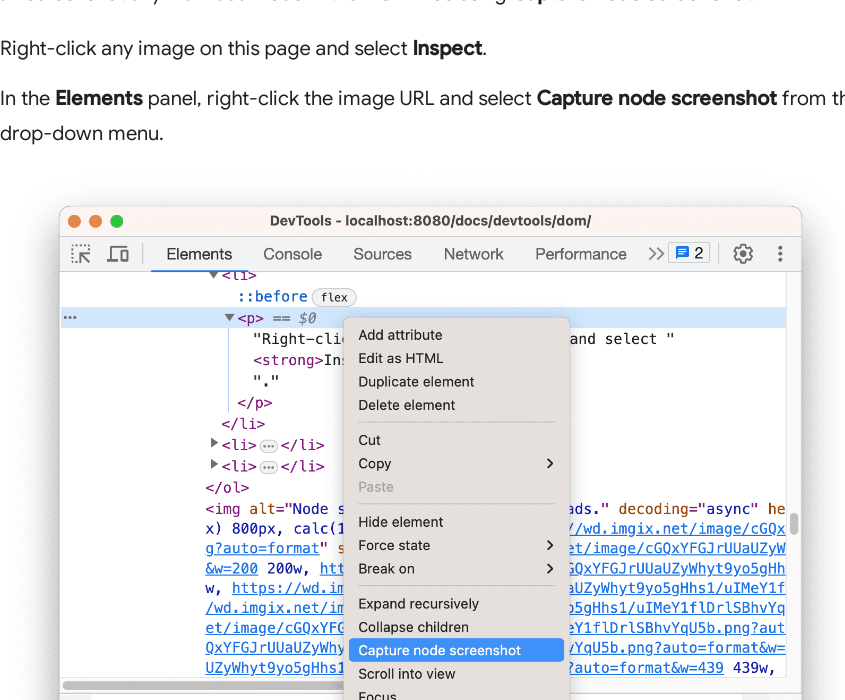 Right-click any image on this page and select Inspect.
In the Elements panel, right-click the image URL and select Capture node screenshot from th
drop-down menu.
DevTools - localhost:8080/docs/devtools/dom/
Elements Console Sources Network Performance 2
<li>
::before flex
<p> == $0
"Right-clic and select "
<strong>Ins
"."
</p>
</li>
<li> … </li>
<li> … </li>
</ol>
<img alt="Node s ads." decoding="async" he
x) 800px, calc(1 //wd.imgix.net/image/cGQx
g?auto=format" s et/image/cGQxYFGJrUUaUZyW
&w=200 200w, htt GQxYFGJrUUaUZyWhyt9yo5gHh
w, https://wd.im aUZyWhyt9yo5gHhs1/uIMeY1f
/wd.imgix.net/im o5gHhs1/uIMeY1flDrlSBhvYq
et/image/cGQxYFG eY1flDrlSBhvYqU5b.png?aut
GQxYFGJrUUaUZyWhy vYqU5b.png?auto=format&w=
UZyWhyt9yo5gHhs1 ?auto=format&w=439 439w,
Add attribute
Edit as HTML
Duplicate element
Delete element
Cut
Copy
Paste
Hide element
Force state
Break on
Expand recursively
Collapse children
Capture node screenshot
Scroll into view
Focus